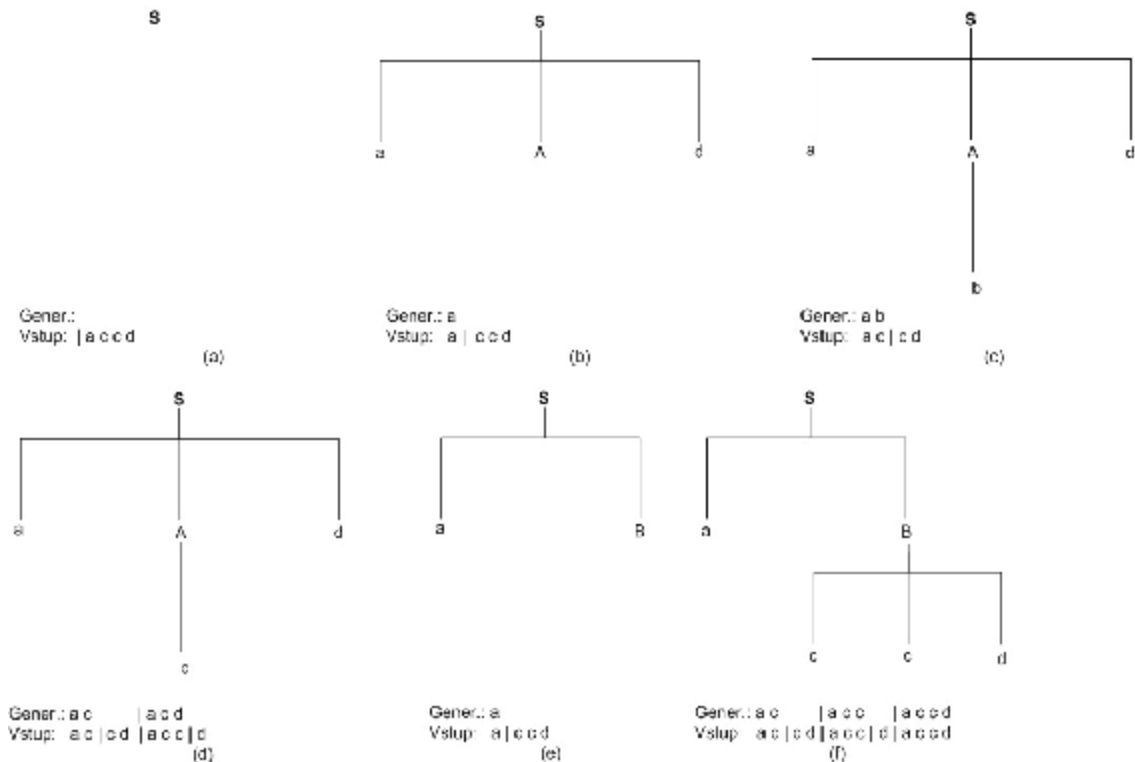 S
a A d
Gener.:
Vstup: | a c c d
(a)
S
a A d
Gener.: a
Vstup: a | c c d
(b)
S
a A d
b
Gener.: a b
Vstup: a c | c d
(c)
S
a A d
c
Gener.: a c | a c d
Vstup: a c | c d || a c c || d
(d)
S
a B
Gener.: a
Vstup: a | c c d
(e)
S
a B
c c d
Gener.: a c | a c c | a c c d
Vstup a c | c d || a c c | d | a c c d
(f)